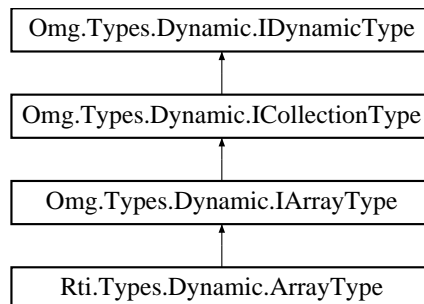 Omg.Types.Dynamic.IDynamicType
Omg.Types.Dynamic.ICollectionType
Omg.Types.Dynamic.IArrayType
Rti.Types.Dynamic.ArrayType